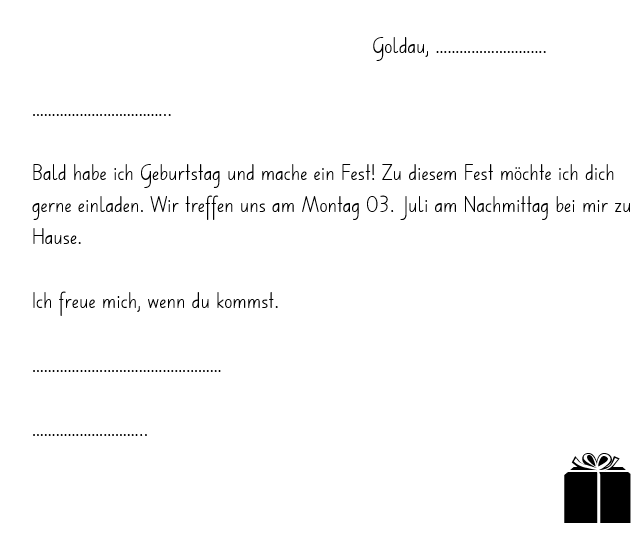 Goldau, ............................
...................................
Bald habe ich Geburtstag und mache ein Fest! Zu diesem Fest möchte ich dich
gerne einladen. Wir treffen uns am Montag 03. Juli am Nachmittag bei mir zu
Hause.
Ich freue mich, wenn du kommst.
................................................
.............................